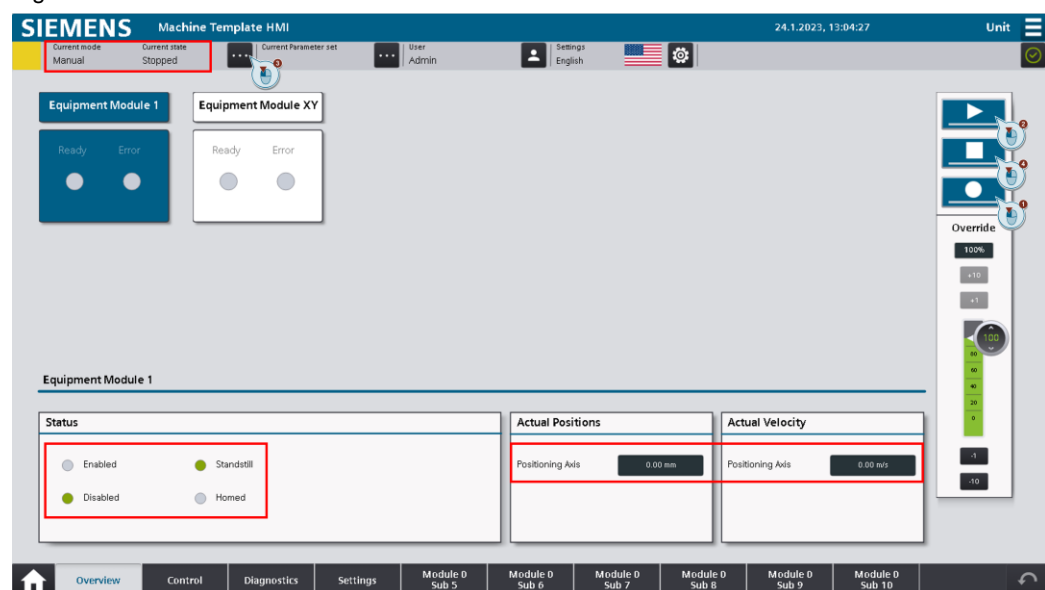 SIEMENS Machine Template HMI 24.1.2023, 13:04:27 Unit
Current mode Current state Current Parameter set User Settings
Manual Stopped ... ... Admin English
3
Equipment Module 1 Equipment Module XY
2
Ready Error Ready Error
4
1
Override
100%
+10
+1
100
80
60
40
20
0
-1
-10
Equipment Module 1
Status Actual Positions Actual Velocity
Enabled Standstill Positioning Axis 0.00 mm Positioning Axis 0.00 m/s
Disabled Homed
Overview Control Diagnostics Settings Module 0 Module 0 Module 0 Module 0 Module 0 Module 0
Sub 5 Sub 6 Sub 7 Sub 8 Sub 9 Sub 10